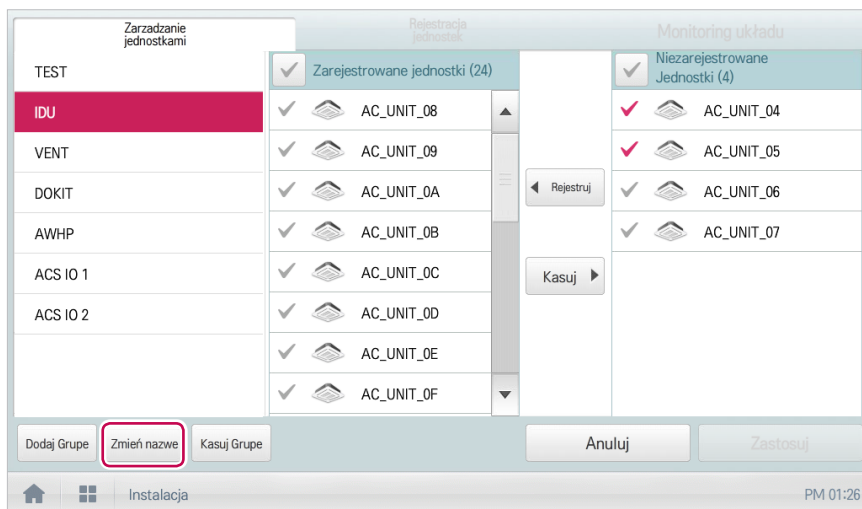 Zarzadzanie
jednostkami
Rejestracja
jednostek
Monitoring układu
TEST
IDU
VENT
DOKIT
AWHP
ACS IO 1
ACS IO 2
Zarejestrowane jednostki (24)
AC_UNIT_08
AC_UNIT_09
AC_UNIT_0A
AC_UNIT_0B
AC_UNIT_0C
AC_UNIT_0D
AC_UNIT_0E
AC_UNIT_0F
Rejestruj
Kasuj
Niezarejestrowane
Jednostki (4)
AC_UNIT_04
AC_UNIT_05
AC_UNIT_06
AC_UNIT_07
Dodaj Grupe
Zmień nazwe
Kasuj Grupe
Anuluj
Zastosuj
Instalacja
PM 01:26